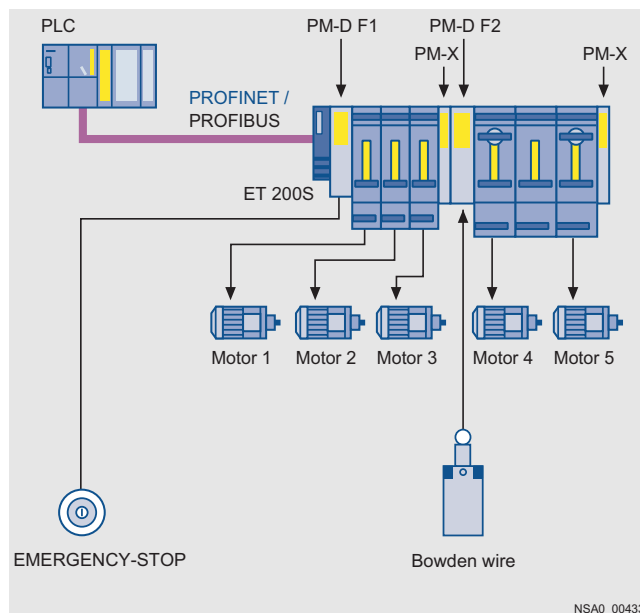 PLC
PM-D F1
PM-D F2
PM-X
PM-X
PROFINET /
PROFIBUS
ET 200S
Motor 1
Motor 2
Motor 3
Motor 4
Motor 5
EMERGENCY-STOP
Bowden wire